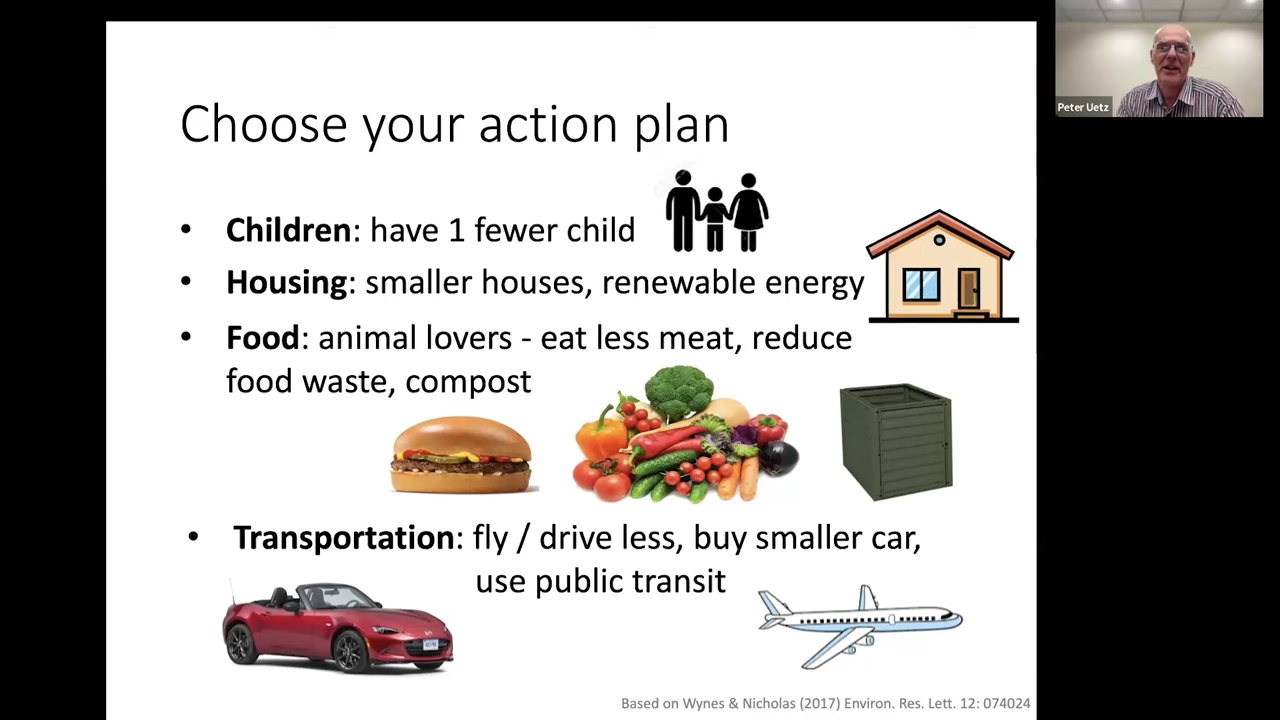 Choose your action plan
• Children: have 1 fewer child
• Housing: smaller houses, renewable energy
• Food: animal lovers - eat less meat, reduce
food waste, compost
• Transportation: fly / drive less, buy smaller car,
use public transit
Based on Wynes & Nicholas (2017) Environ. Res. Lett. 12: 074024
Peter Uetz